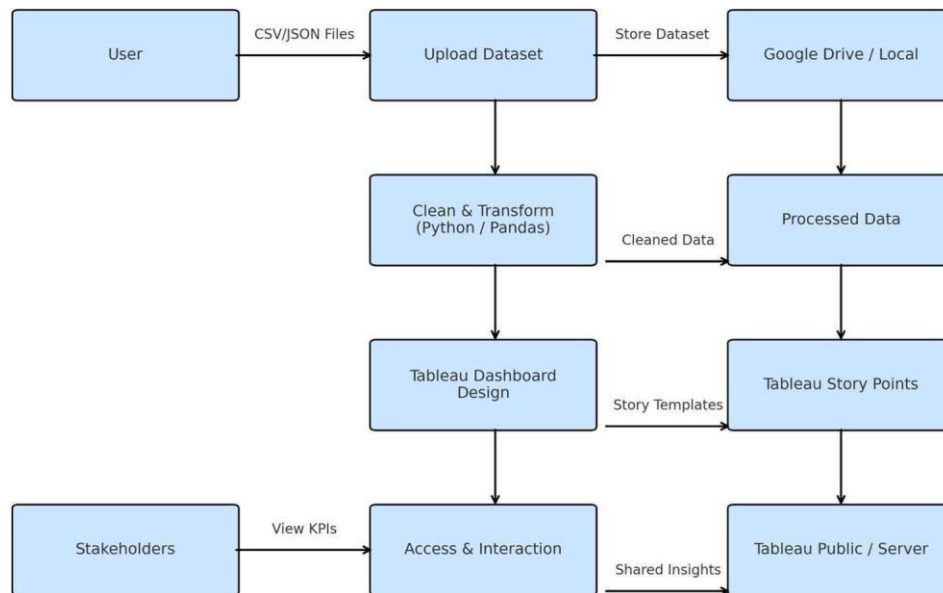 User
CSV/JSON Files
Upload Dataset
Store Dataset
Google Drive / Local
Clean & Transform
(Python / Pandas)
Cleaned Data
Processed Data
Tableau Dashboard
Design
Story Templates
Tableau Story Points
Stakeholders
View KPIs
Access & Interaction
Shared Insights
Tableau Public / Server